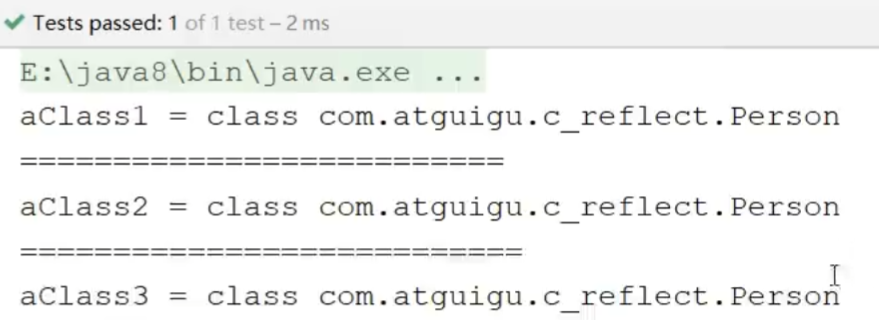 Tests passed: 1 of 1 test – 2 ms
E:\java8\bin\java.exe ...
aClass1 = class com.atguigu.c_reflect.Person
==========================
aClass2 = class com.atguigu.c_reflect.Person
===========================
aClass3 = class com.atguigu.c_reflect.Person